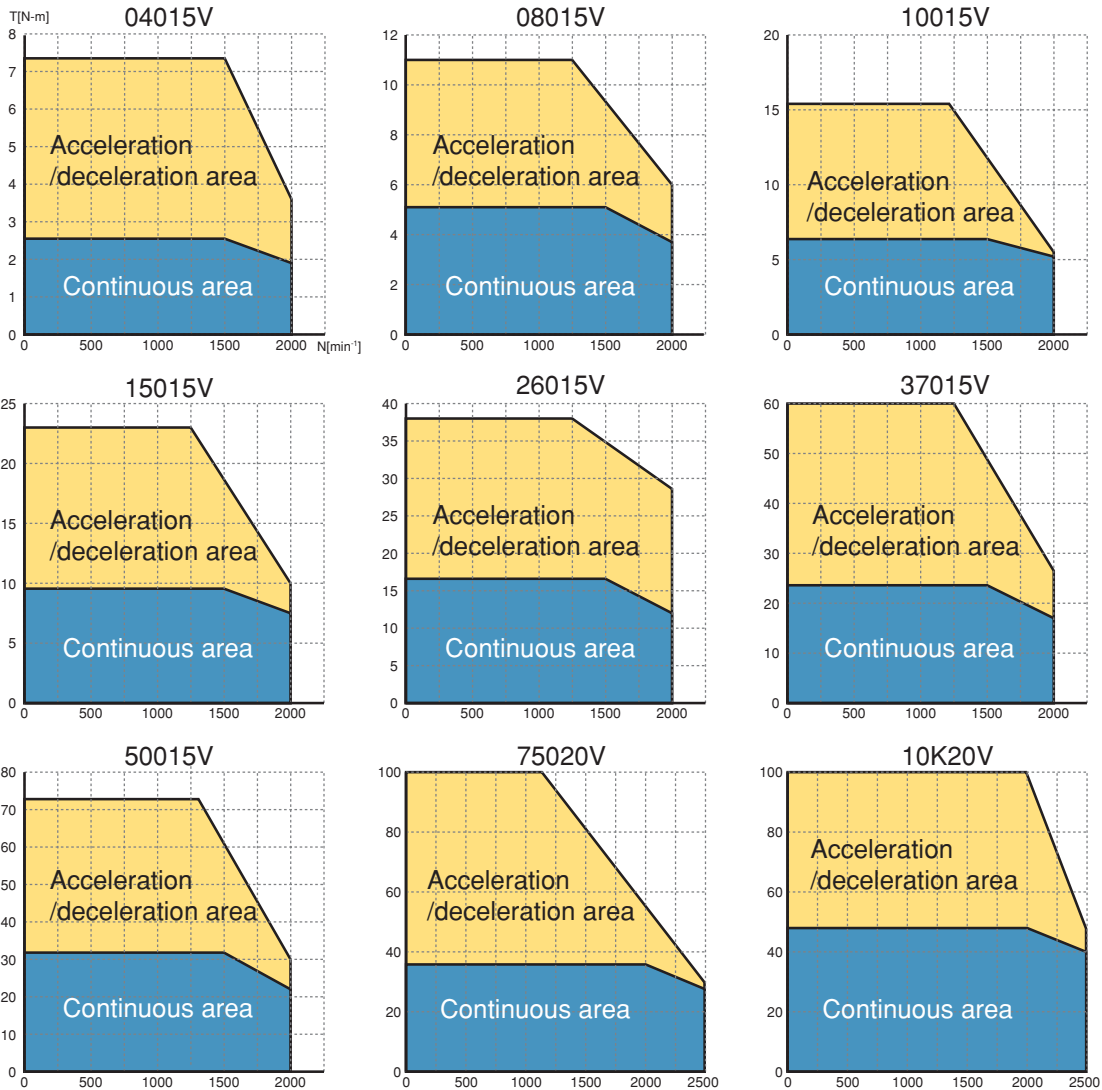 T[N-m]
04015V
8
7
6
5
4
3
2
1
0
Acceleration
/deceleration area
Continuous area
0 500 1000 1500 2000 N[min-1]
08015V
12
10
8
6
4
2
0
Acceleration
/deceleration area
Continuous area
0 500 1000 1500 2000
10015V
20
15
10
5
0
Acceleration
/deceleration area
Continuous area
0 500 1000 1500 2000
15015V
25
20
15
10
5
0
Acceleration
/deceleration area
Continuous area
0 500 1000 1500 2000
26015V
40
35
30
25
20
15
10
5
0
Acceleration
/deceleration area
Continuous area
0 500 1000 1500 2000
37015V
60
50
40
30
20
10
0
Acceleration
/deceleration area
Continuous area
0 500 1000 1500 2000
50015V
80
70
60
50
40
30
20
10
0
Acceleration
/deceleration area
Continuous area
0 500 1000 1500 2000
75020V
100
80
60
40
20
0
Acceleration
/deceleration area
Continuous area
0 500 1000 1500 2000 2500
10K20V
100
80
60
40
20
0
Acceleration
/deceleration area
Continuous area
0 500 1000 1500 2000 2500